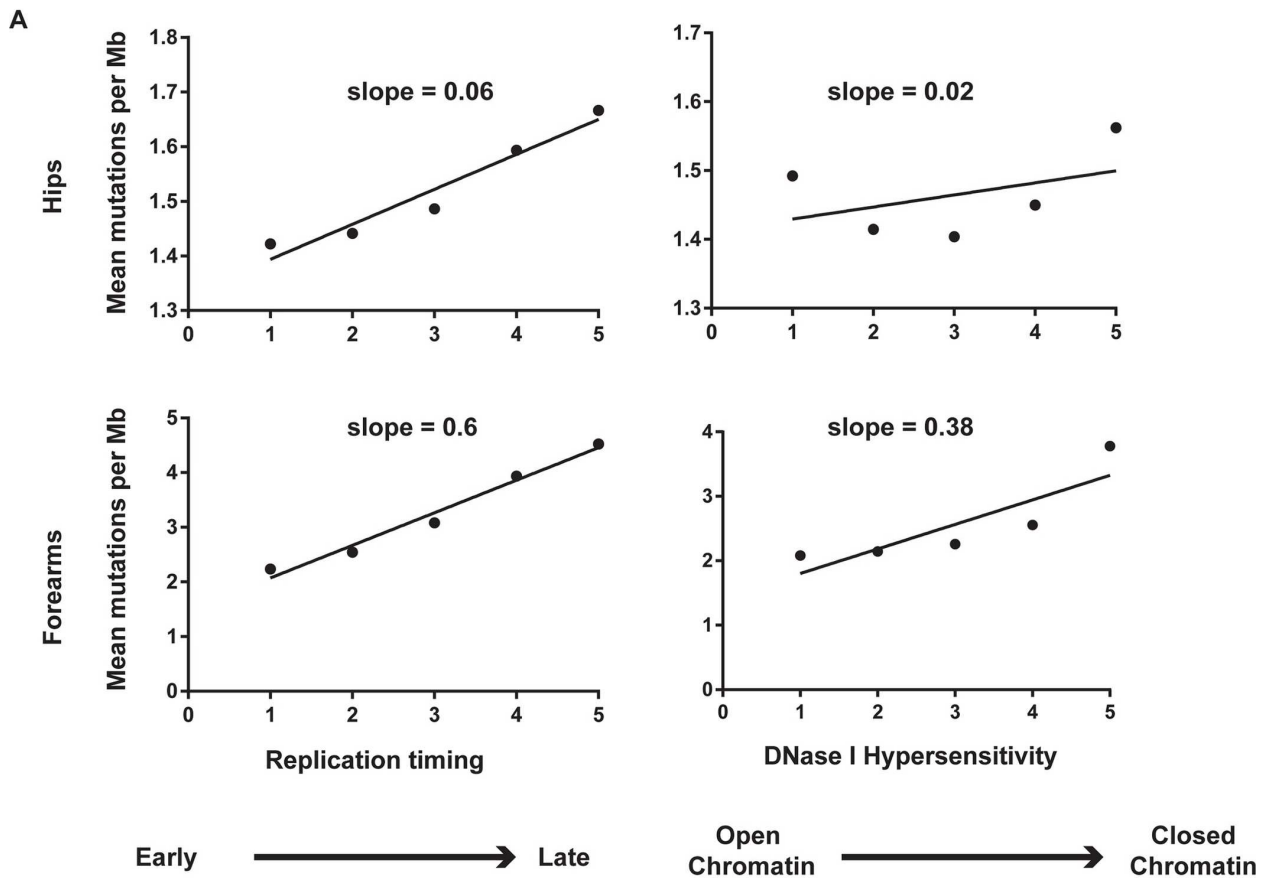 A
Hips
Mean mutations per Mb
1.8
1.7
1.6
1.5
1.4
1.3
slope = 0.06
0 1 2 3 4 5
1.7
1.6
1.5
1.4
1.3
slope = 0.02
0 1 2 3 4 5
Forearms
Mean mutations per Mb
5
4
3
2
1
0
slope = 0.6
0 1 2 3 4 5
Replication timing
4
3
2
1
0
slope = 0.38
0 1 2 3 4 5
DNase I Hypersensitivity
Early
Late
Open
Chromatin
Closed
Chromatin